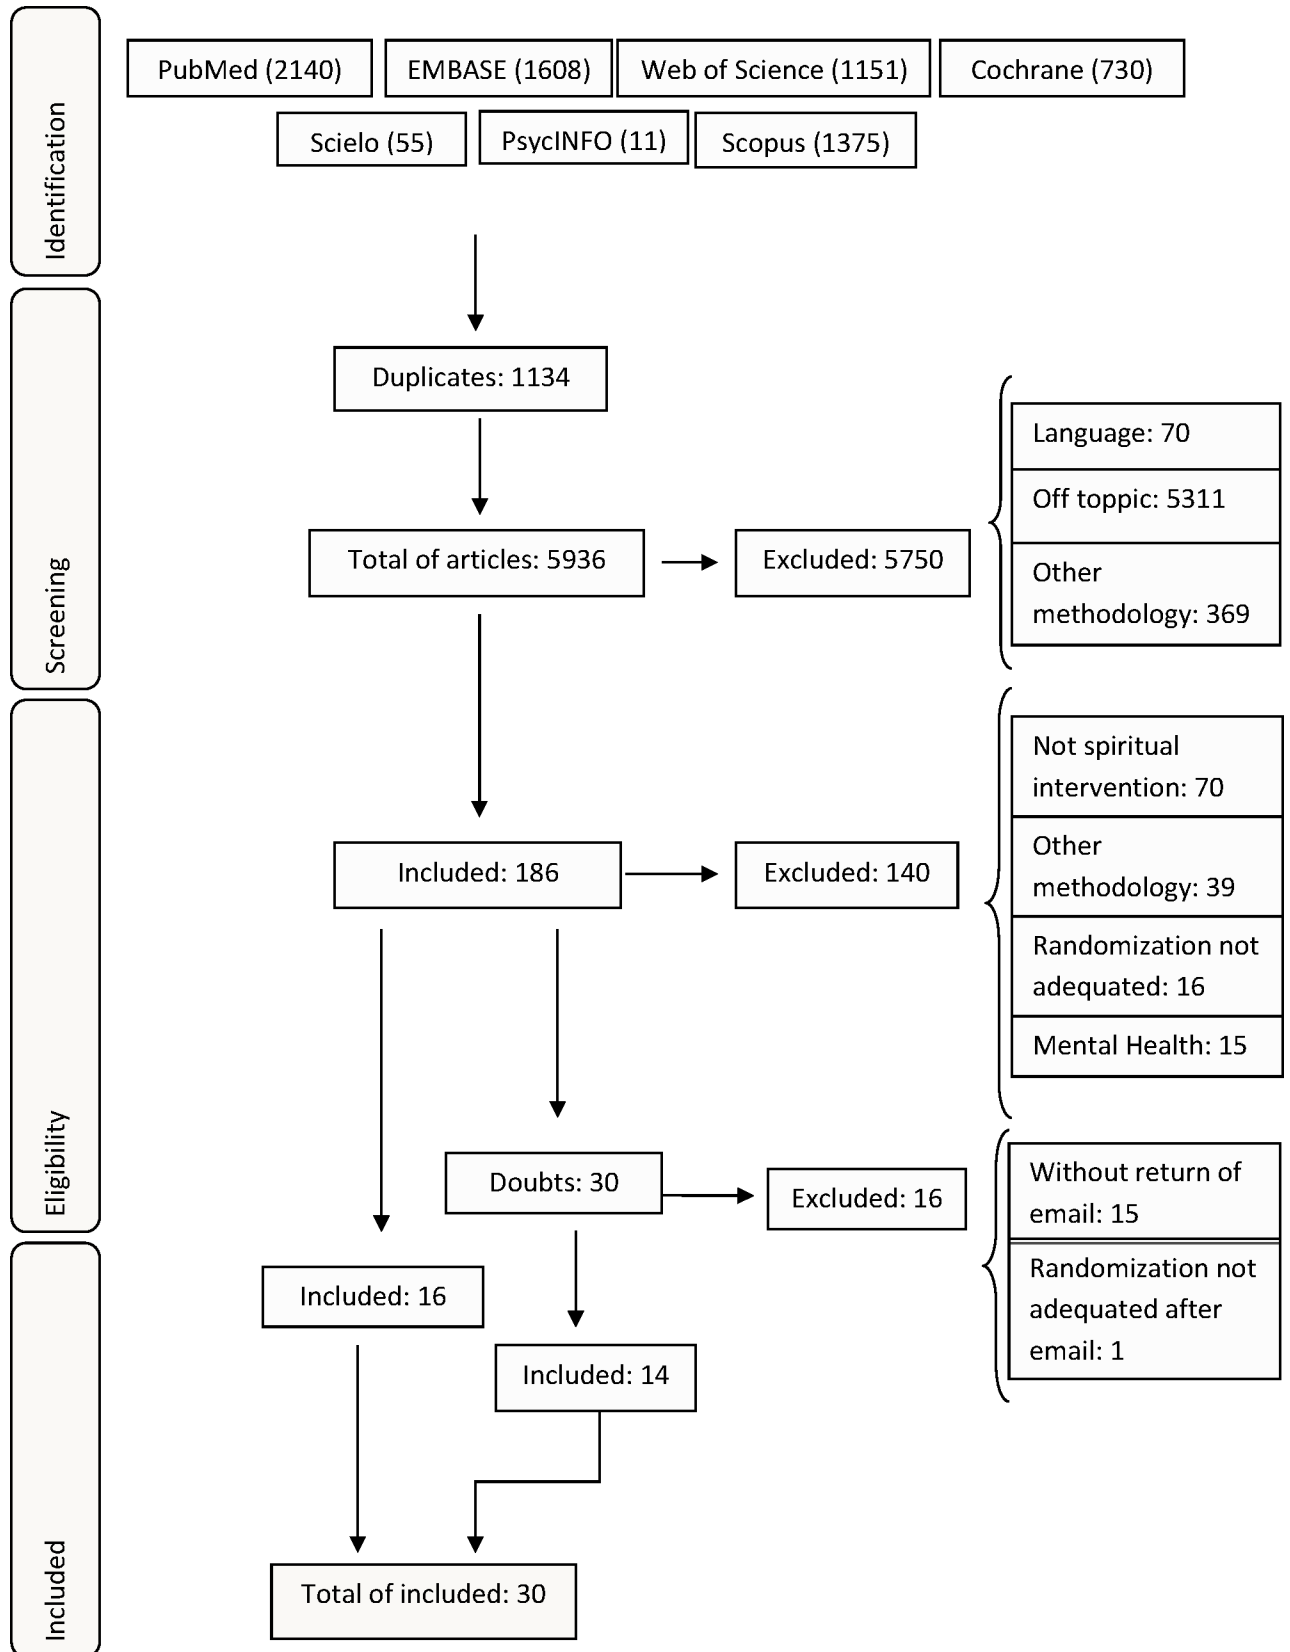 Identification
PubMed (2140)
EMBASE (1608)
Web of Science (1151)
Cochrane (730)
Scielo (55)
PsycINFO (11)
Scopus (1375)
Screening
Duplicates: 1134
Total of articles: 5936
Excluded: 5750
Language: 70
Off toppic: 5311
Other
methodology: 369
Eligibility
Included: 186
Excluded: 140
Not spiritual
intervention: 70
Other
methodology: 39
Randomization not
adequated: 16
Mental Health: 15
Doubts: 30
Excluded: 16
Without return of
email: 15
Randomization not
adequated after
email: 1
Included
Included: 16
Included: 14
Total of included: 30